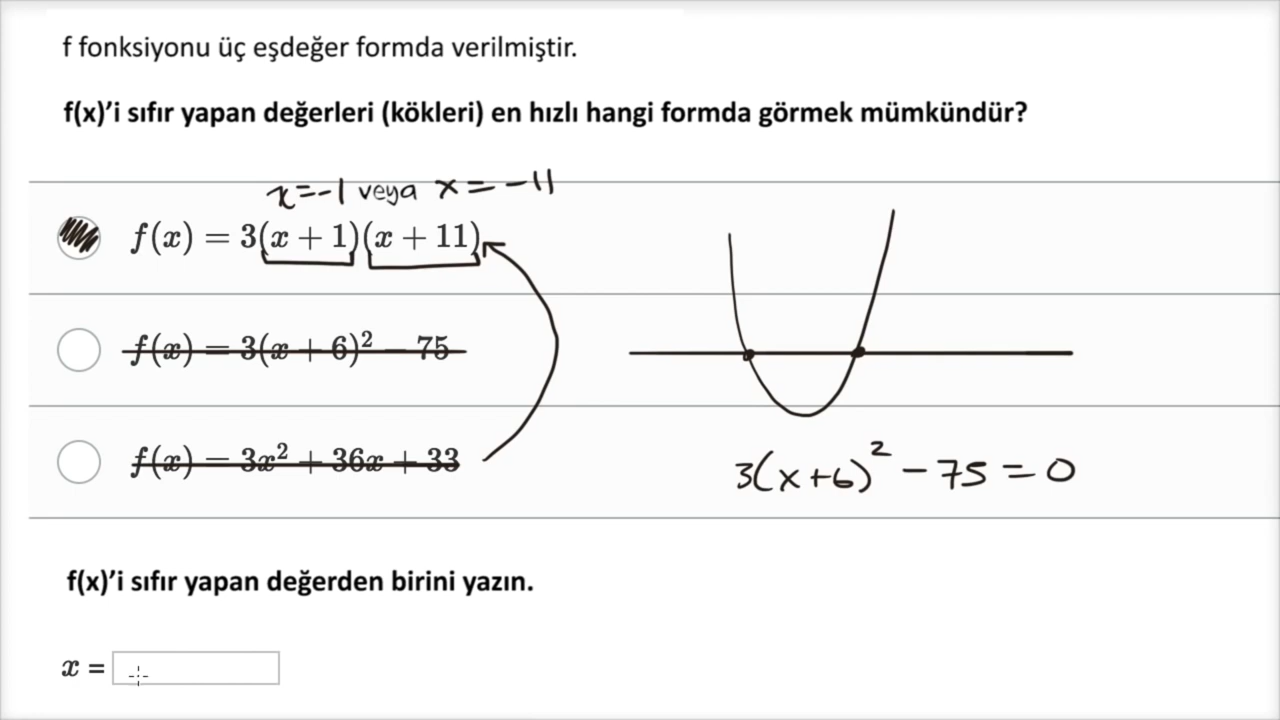 f fonksiyonu üç eşdeğer formda verilmiştir.
f(x)'i sıfır yapan değerleri (kökleri) en hızlı hangi formda görmek mümkündür?
x=-1 veya x=-11
f(x) = 3(x + 1)(x + 11)
f(x) = 3(x + 6)² − 75
f(x) = 3x² + 36x + 33
3(x+6)² - 75 = 0
f(x)'i sıfır yapan değerden birini yazın.
x =